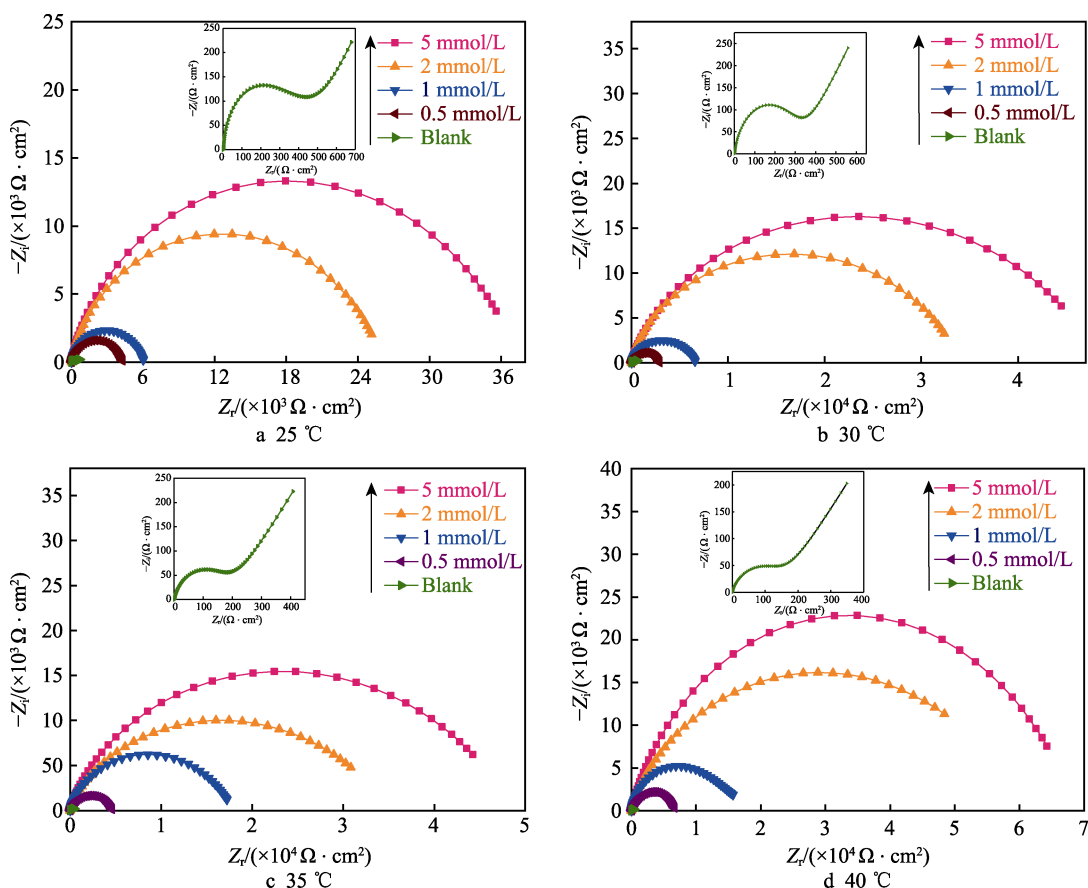 25
20
15
10
5
0
−Zᵢ/(×10³ Ω · cm²)
0 6 12 18 24 30 36
Zᵣ/(×10³ Ω · cm²)
5 mmol/L
2 mmol/L
1 mmol/L
0.5 mmol/L
Blank
250
200
150
100
50
0
−Zᵢ/(Ω · cm²)
100 200 300 400 500 600 700
Zᵣ/(Ω · cm²)
a 25 ℃
35
30
25
20
15
10
5
0
−Zᵢ/(×10³ Ω · cm²)
0 1 2 3 4
Zᵣ/(×10⁴ Ω · cm²)
5 mmol/L
2 mmol/L
1 mmol/L
0.5 mmol/L
Blank
250
200
150
100
50
0
−Zᵢ/(Ω · cm²)
0 100 200 300 400 500 600
Zᵣ/(Ω · cm²)
b 30 ℃
35
30
25
20
15
10
50
0
−Zᵢ/(×10³ Ω · cm²)
0 1 2 3 4 5
Zᵣ/(×10⁴ Ω · cm²)
5 mmol/L
2 mmol/L
1 mmol/L
0.5 mmol/L
Blank
250
200
150
100
50
0
−Zᵢ/(Ω · cm²)
0 100 200 300 400
Zᵣ/(Ω · cm²)
c 35 ℃
40
35
30
25
20
15
10
5
0
−Zᵢ/(×10³ Ω · cm²)
0 1 2 3 4 5 6 7
Zᵣ/(×10⁴ Ω · cm²)
5 mmol/L
2 mmol/L
1 mmol/L
0.5 mmol/L
Blank
250
200
150
100
50
0
−Zᵢ/(Ω · cm²)
0 100 200 300 400
Zᵣ/(Ω · cm²)
d 40 ℃